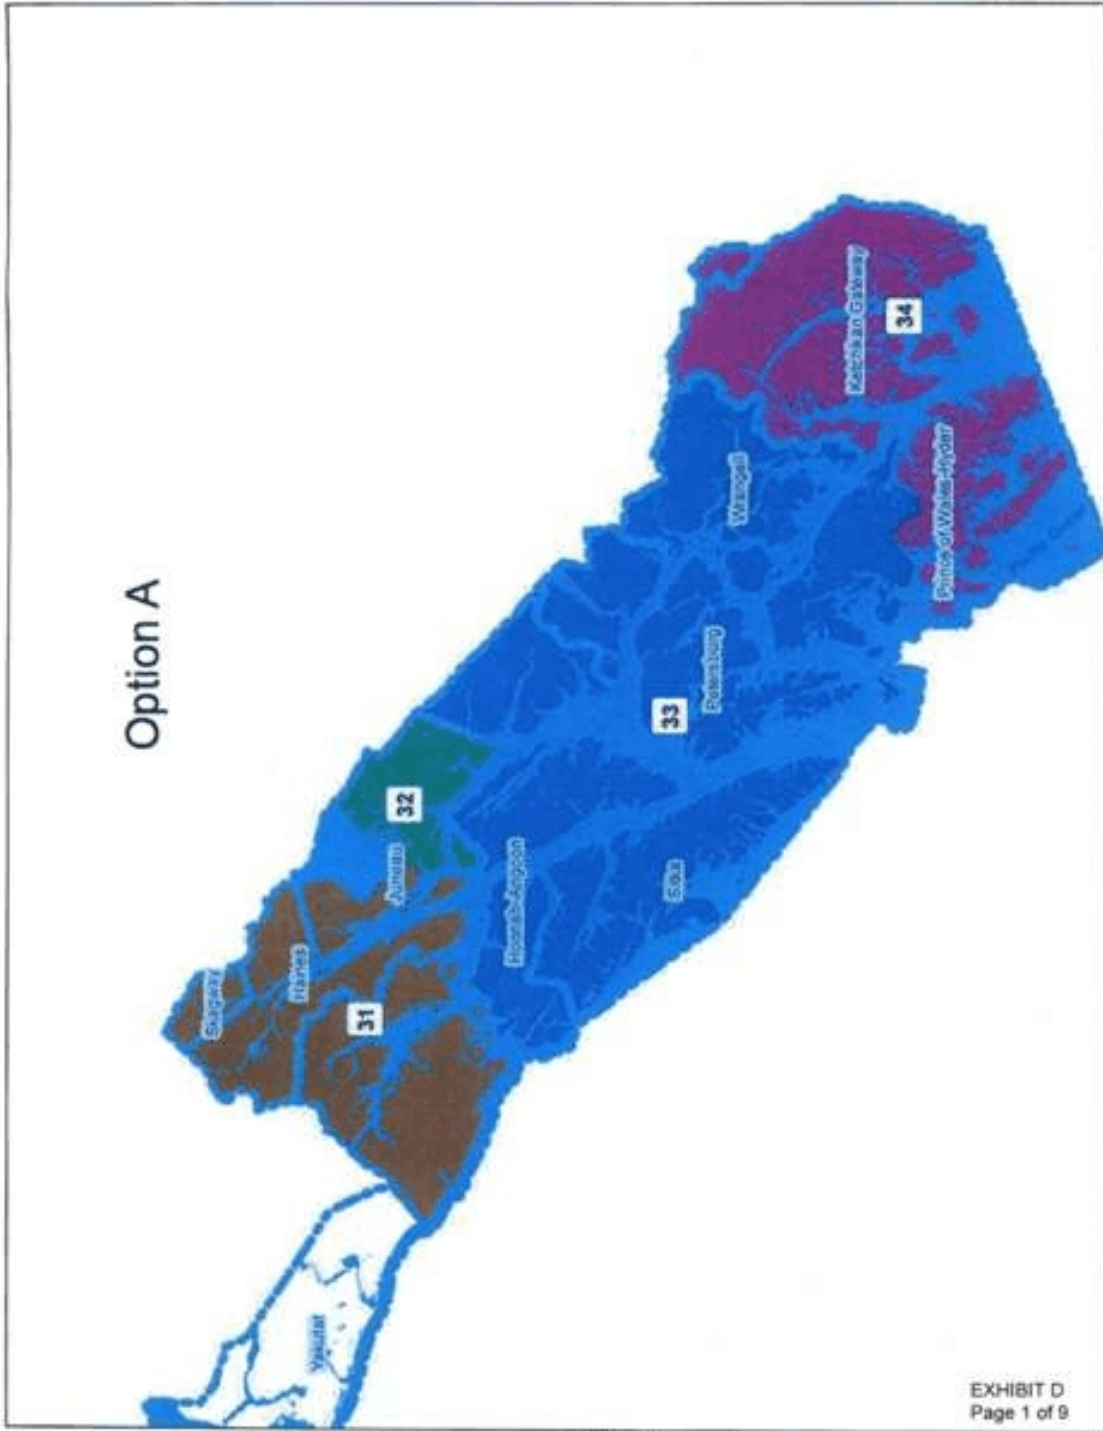 Option A
Yakutat
Skagway
Haines
31
Juneau
32
Hoonah-Angoon
Sitka
33
Petersburg
Wrangell
Prince of Wales-Hyder
Ketchikan Gateway
34
EXHIBIT D
Page 1 of 9